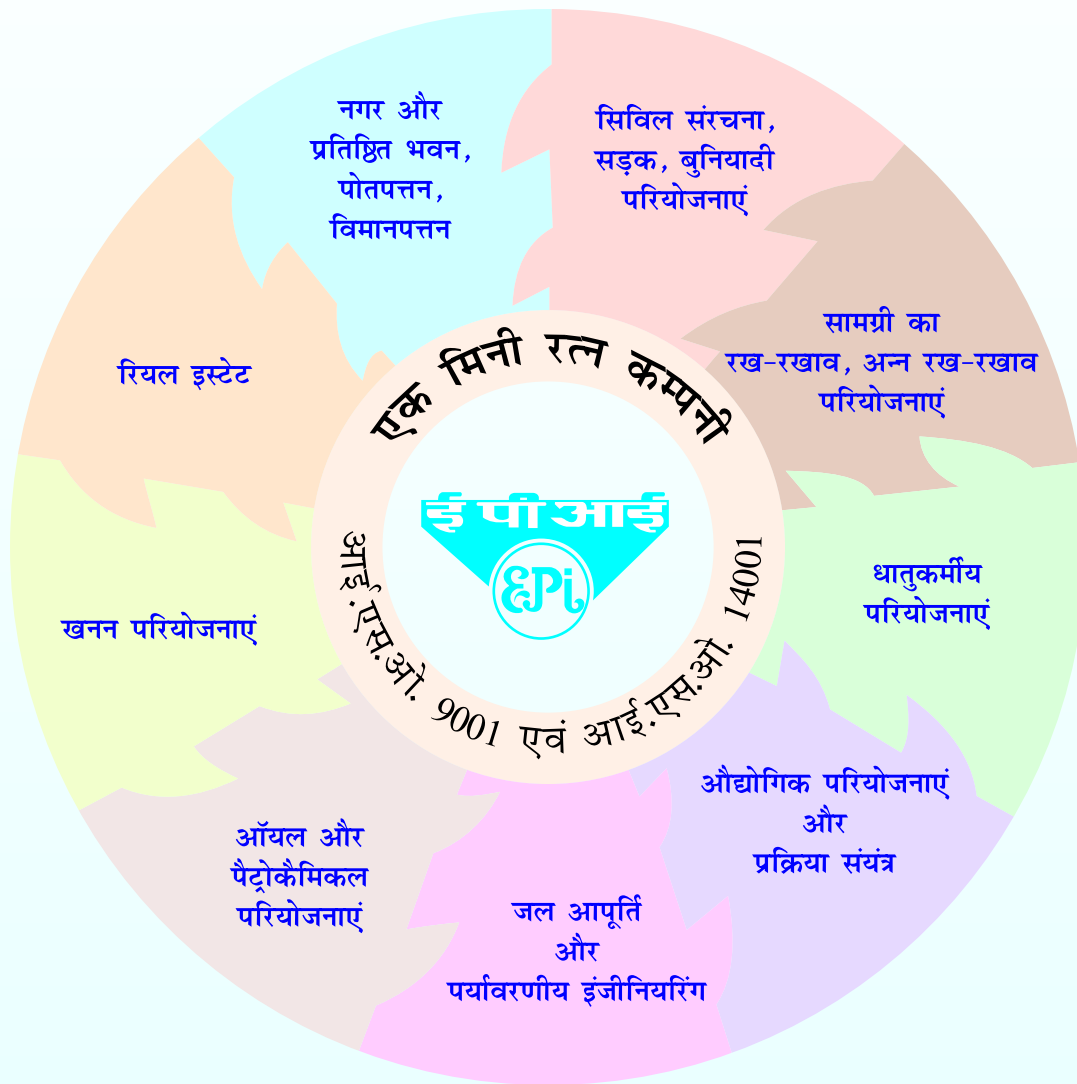 एक मिनी रत्न कम्पनी
ई पी आई
EPi
आई.एस.ओ. 9001 एवं आई.एस.ओ. 14001
सिविल संरचना,
सड़क, बुनियादी
परियोजनाएं
सामग्री का
रख-रखाव, अन्न रख-रखाव
परियोजनाएं
धातुकर्मीय
परियोजनाएं
औद्योगिक परियोजनाएं
और
प्रक्रिया संयंत्र
जल आपूर्ति
और
पर्यावरणीय इंजीनियरिंग
ऑयल और
पैट्रोकैमिकल
परियोजनाएं
खनन परियोजनाएं
रियल इस्टेट
नगर और
प्रतिष्ठित भवन,
पोतपत्तन,
विमानपत्तन